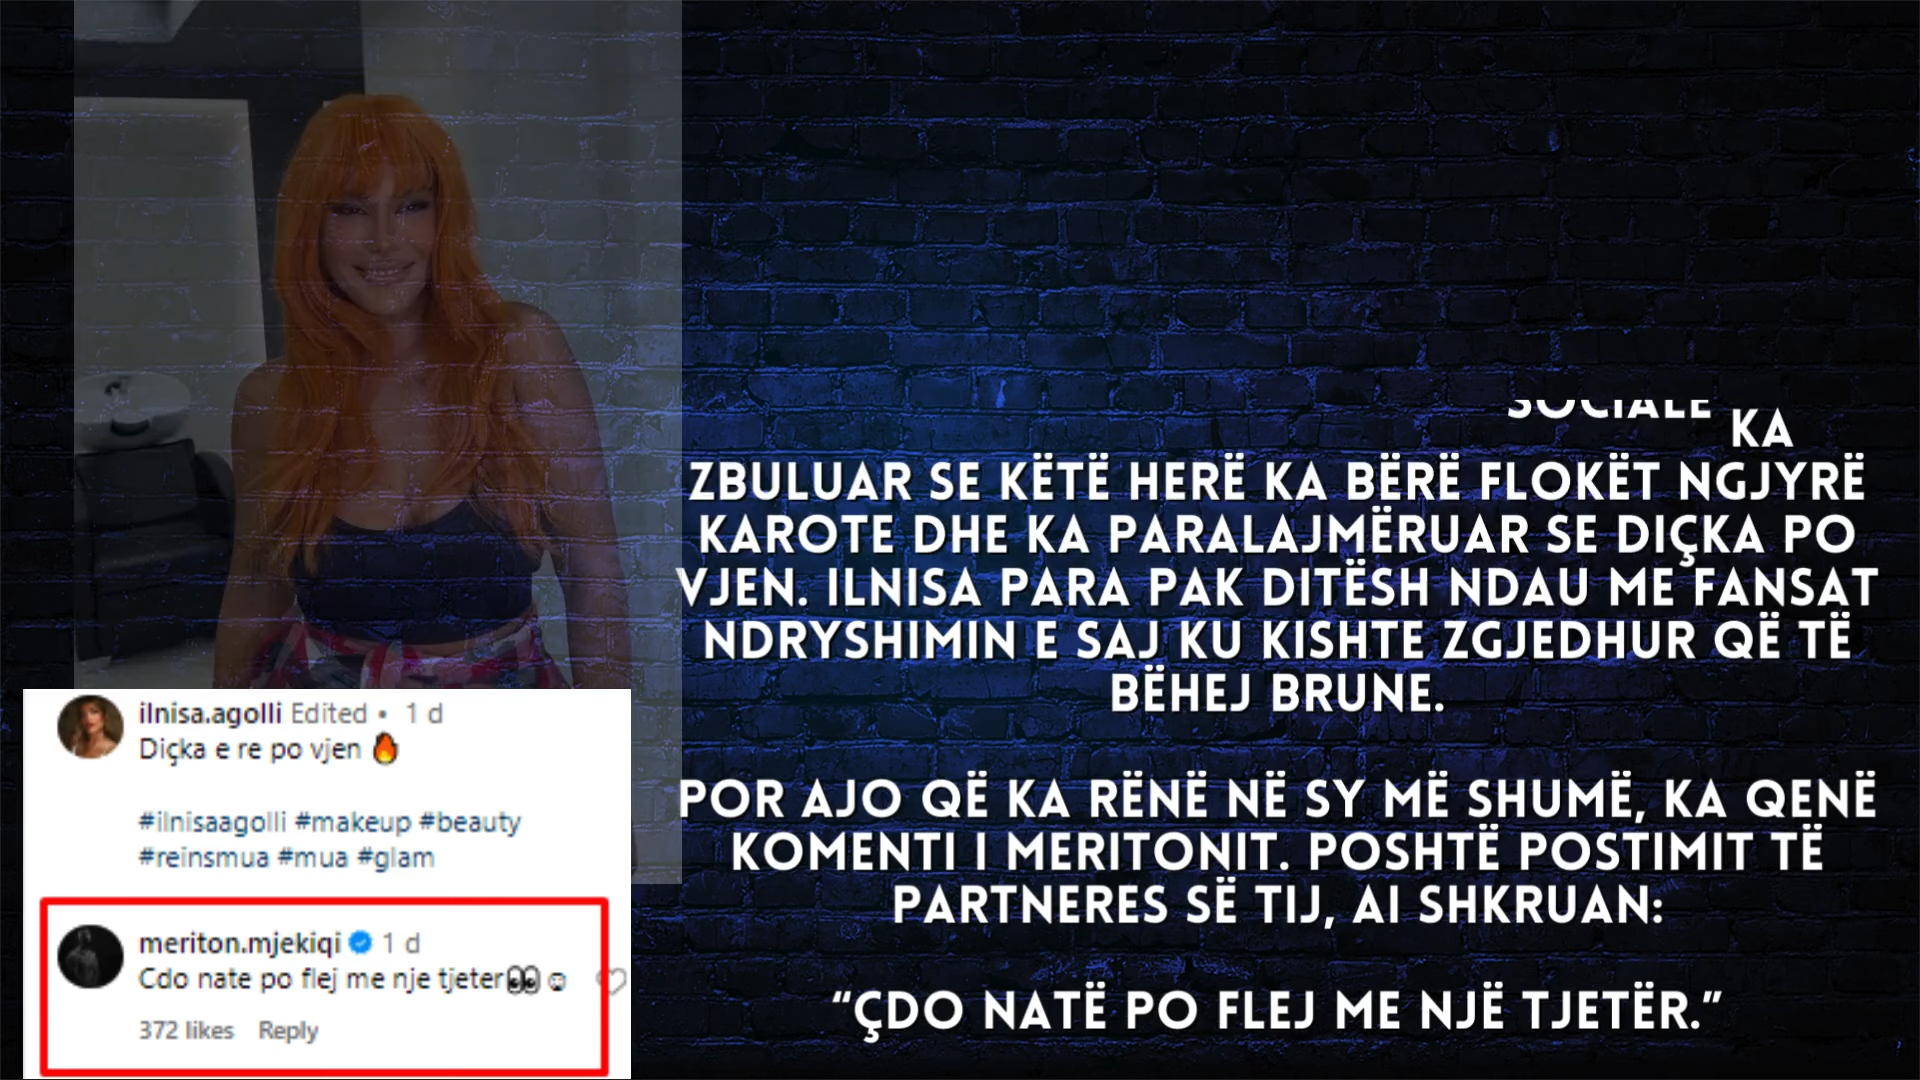 SOCIALE KA
ZBULUAR SE KËTË HERË KA BËRË FLOKËT NGJYRË
KAROTE DHE KA PARALAJMËRUAR SE DIÇKA PO
VJEN. ILNISA PARA PAK DITËSH NDAU ME FANSAT
NDRYSHIMIN E SAJ KU KISHTE ZGJEDHUR QË TË
BËHEJ BRUNE.
POR AJO QË KA RËNË NË SY MË SHUMË, KA QENË
KOMENTI I MERITONIT. POSHTË POSTIMIT TË
PARTNERES SË TIJ, AI SHKRUAN:
“ÇDO NATË PO FLEJ ME NJË TJETËR.”
ilnisa.agolli Edited • 1 d
Diçka e re po vjen 🔥
#ilnisaagolli #makeup #beauty
#reinsmua #mua #glam
meriton.mjekiqi 1 d
Cdo nate po flej me nje tjeter👀☺
372 likes Reply